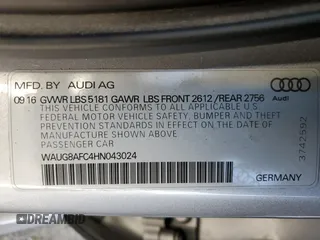 MFD. BY AUDI AG
09 16 GVWR LBS 5181 GAWR LBS FRONT 2612 /REAR 2756
Audi
THIS VEHICLE CONFORMS TO ALL APPLICABLE U.S.
FEDERAL MOTOR VEHICLE SAFETY, BUMPER AND THEFT
PREVENTION STANDARDS IN EFFECT ON THE DATE OF
MANUFACTURE SHOWN ABOVE.
PASSENGER CAR
WAUG8AFC4HN043024
GERMANY
3742592
DREAMBID